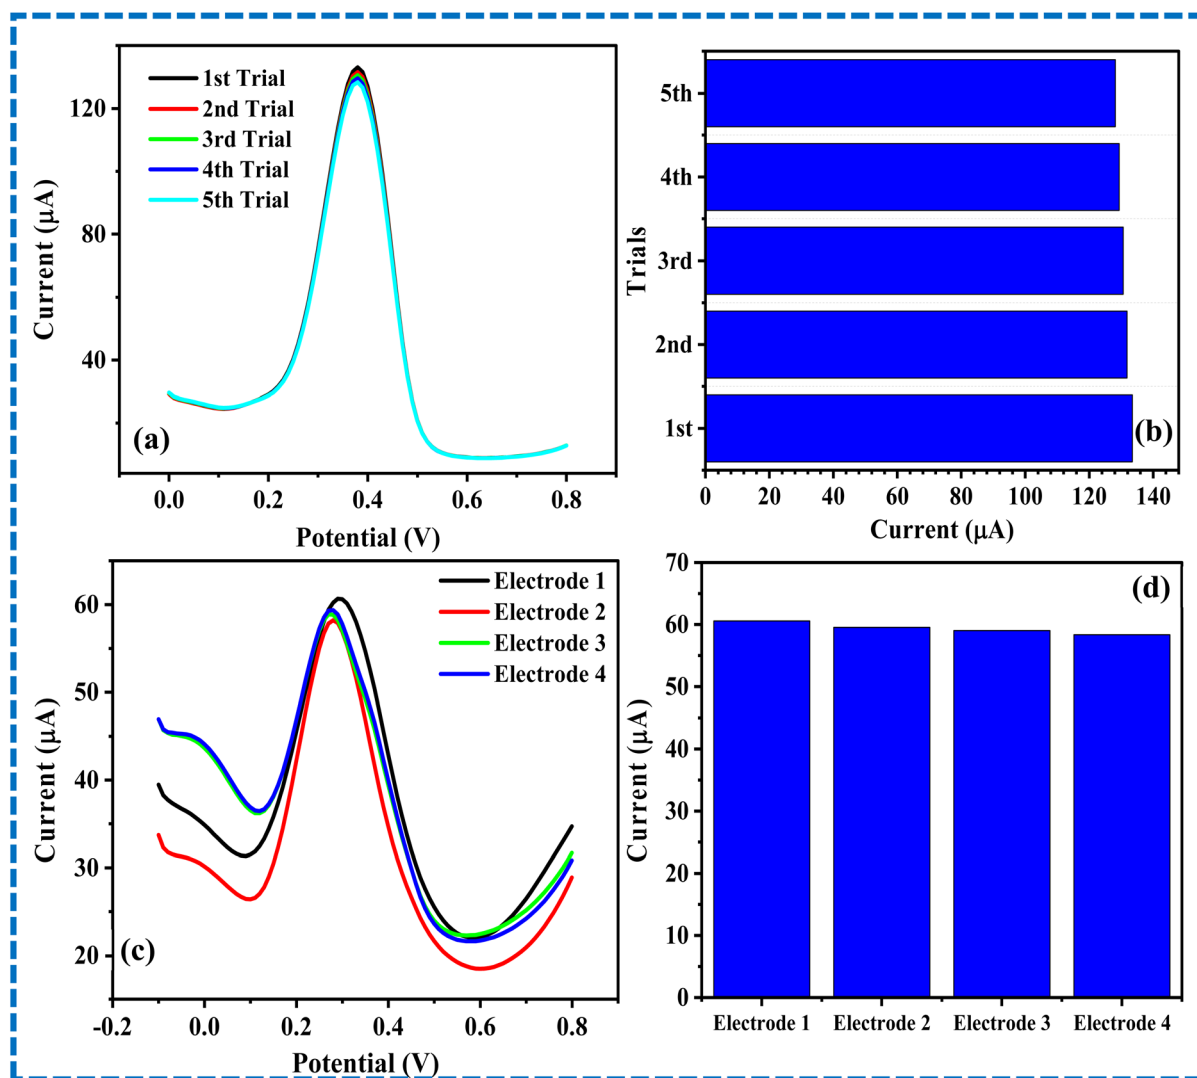 1st Trial
2nd Trial
3rd Trial
4th Trial
5th Trial
120
80
40
Current (μA)
(a)
0.0 0.2 0.4 0.6 0.8
Potential (V)
5th
4th
3rd
2nd
1st
Trials
(b)
0 20 40 60 80 100 120 140
Current (μA)
Electrode 1
Electrode 2
Electrode 3
Electrode 4
60
50
40
30
20
Current (μA)
(c)
-0.2 0.0 0.2 0.4 0.6 0.8
Potential (V)
(d)
70
60
50
40
30
20
10
0
Current (μA)
Electrode 1 Electrode 2 Electrode 3 Electrode 4